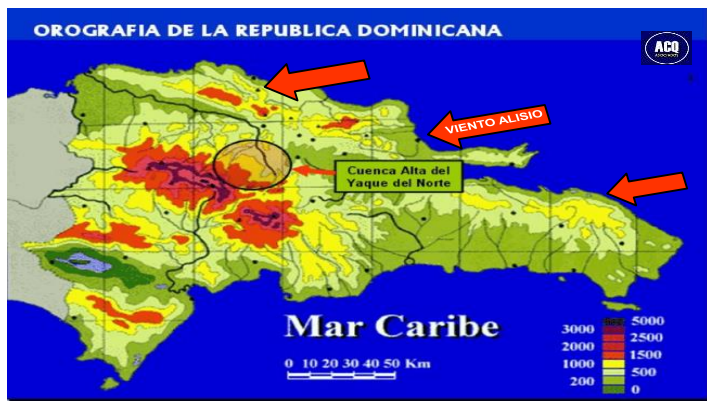 OROGRAFIA DE LA REPUBLICA DOMINICANA
ACQ
VIENTO ALISIO
Cuenca Alta del
Yaque del Norte
Mar Caribe
0 10 20 30 40 50 Km
5000
3000
2500
2000
1500
1000
500
200
0